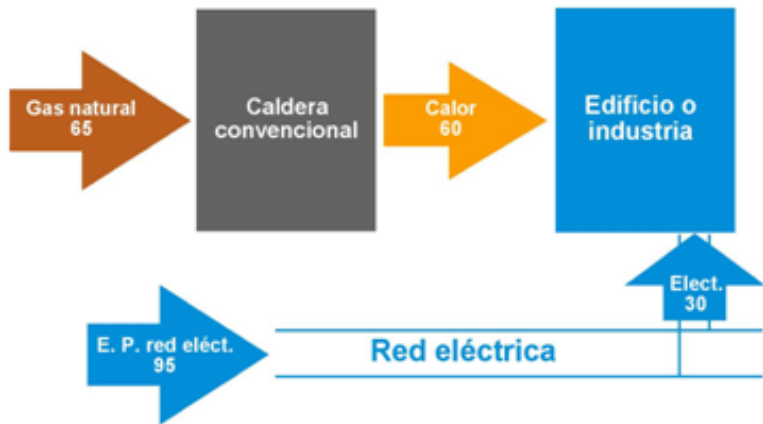 Gas natural
65
Caldera
convencional
Calor
60
Edificio o
industria
Elect.
30
E. P. red eléct.
95
Red eléctrica